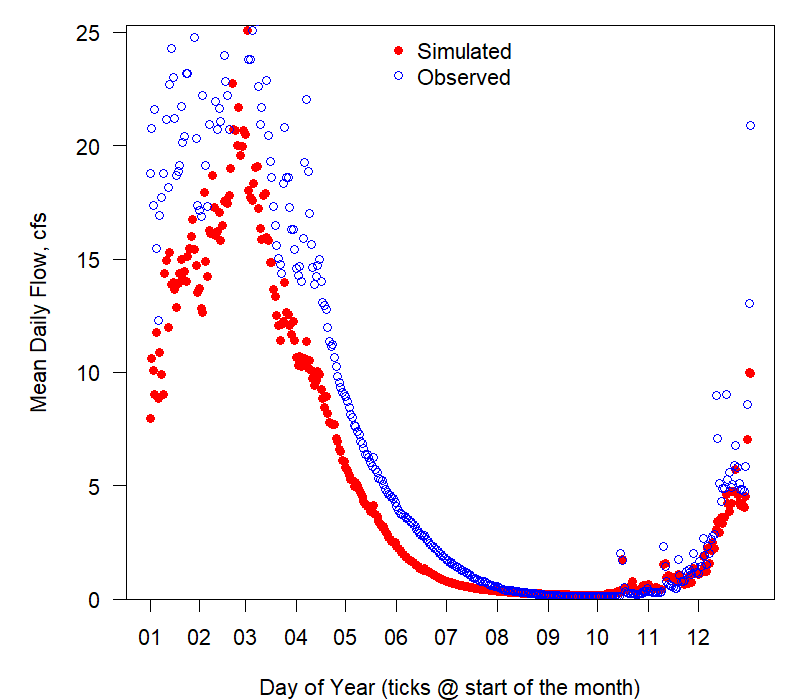 25
20
15
10
5
0
Mean Daily Flow, cfs
Simulated
Observed
01 02 03 04 05 06 07 08 09 10 11 12
Day of Year (ticks @ start of the month)